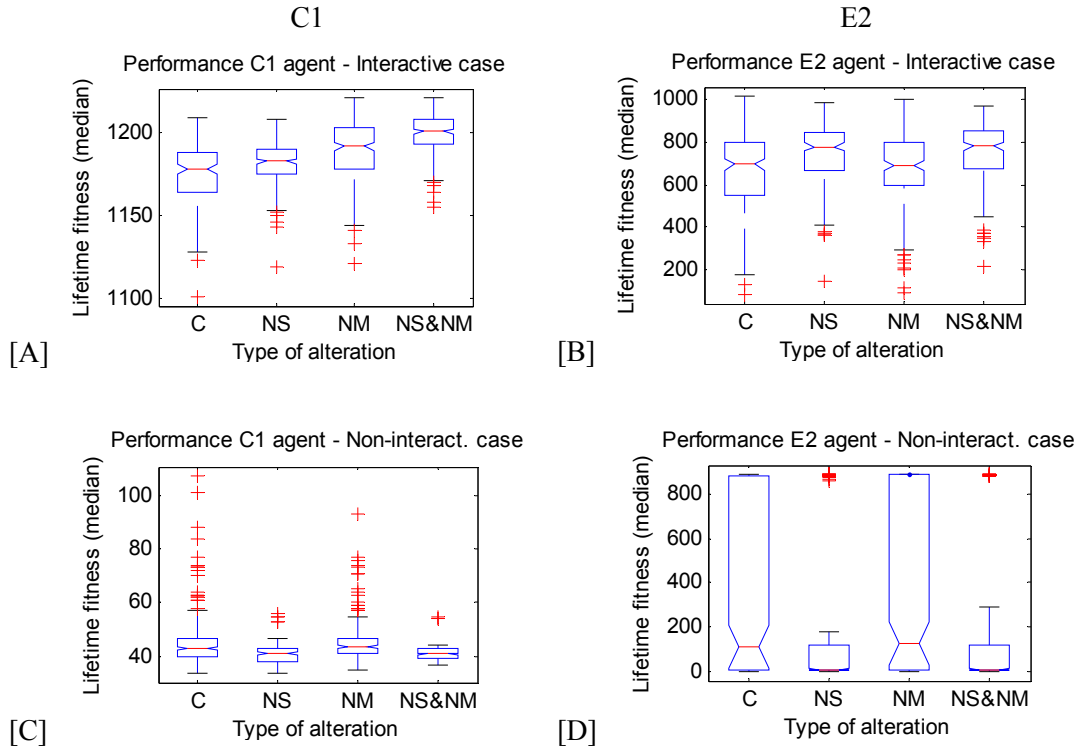 C1
E2
Performance C1 agent - Interactive case
Lifetime fitness (median)
1200
1150
1100
C NS NM NS&NM
Type of alteration
[A]
Performance E2 agent - Interactive case
Lifetime fitness (median)
1000
800
600
400
200
C NS NM NS&NM
Type of alteration
[B]
Performance C1 agent - Non-interact. case
Lifetime fitness (median)
100
80
60
40
C NS NM NS&NM
Type of alteration
[C]
Performance E2 agent - Non-interact. case
Lifetime fitness (median)
800
600
400
200
0
C NS NM NS&NM
Type of alteration
[D]